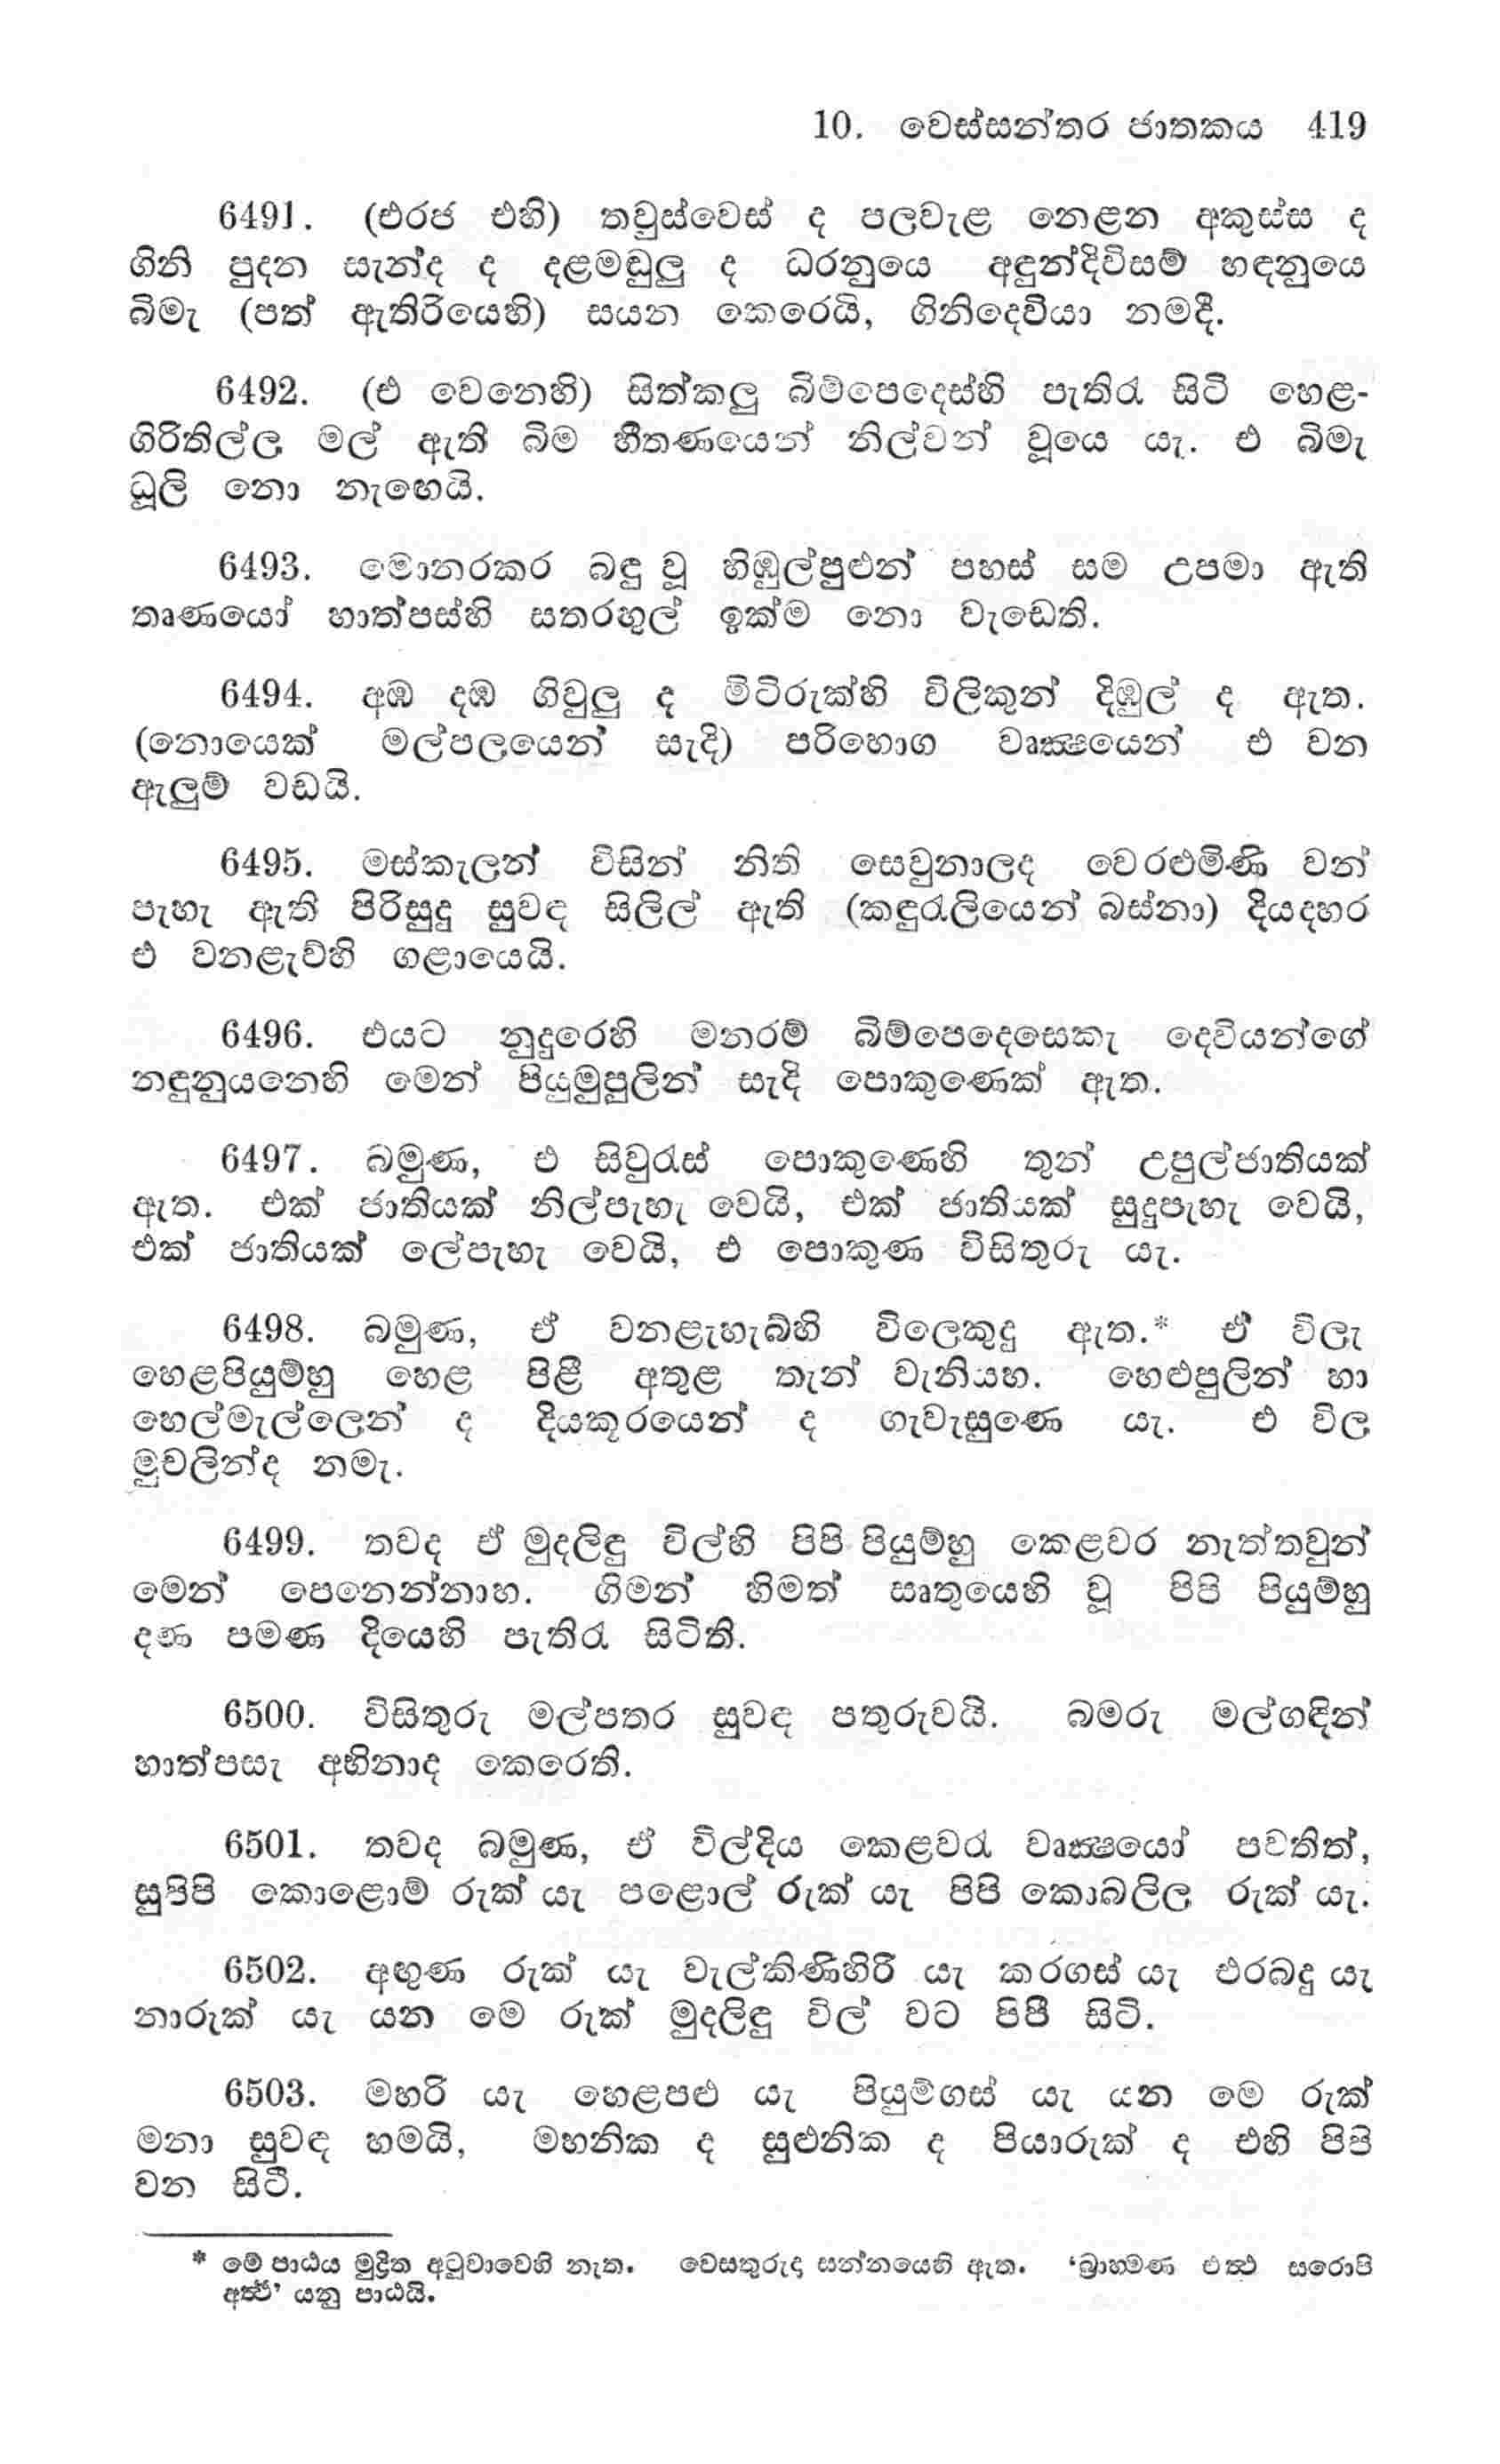 10. වෙස්සන්තර ජාතකය 419
6491. (එරජ එහි) තවුස්වෙස් ද පලවැළ නෙළන අකුස්ස ද
ගිනි පුදන සැන්ද ද දළමඬුලු ද ධරනුයෙ අඳුන්දිවිසම් හඳනුයෙ
බිමැ (පත් ඇතිරියෙහි) සයන කෙරෙයි, ගිනිදෙවියා නමදී.
6492. (එ වෙනෙහි) සිත්කලු බිම්පෙදෙස්හි පැතිරැ සිටි හෙළ-
ගිරිතිල්ල මල් ඇති බිම හීතණයෙන් නිල්වන් වූයෙ යැ. එ බිමැ
ධූලි නො නැඟෙයි.
6493. මොනරකර බඳු වූ හිඹුල්පුළුන් පහස් සම උපමා ඇති
තෘණයෝ හාත්පස්හි සතරඟුල් ඉක්ම නො වැඩෙති.
6494. අඹ දඹ ගිවුලු ද මිටිරුක්හි විලිකුන් දිඹුල් ද ඇත.
(නොයෙක් මල්පලයෙන් සැදි) පරිභොග වෘක්‍ෂයෙන් එ වන
ඇලුම් වඩයි.
6495. මස්කැලන් විසින් නිති සෙවුනාලද වෙරළුමිණි වන්
පැහැ ඇති පිරිසුදු සුවඳ සිලිල් ඇති (කඳුරැලියෙන් බස්නා) දියදහර
එ වනළැව්හි ගළායෙයි.
6496. එයට නුදුරෙහි මනරම් බිම්පෙදෙසෙකැ දෙවියන්ගේ
නඳුනුයනෙහි මෙන් පියුමුපුලින් සැදි පොකුණෙක් ඇත.
6497. බමුණ, එ සිවුරැස් පොකුණෙහි තුන් උපුල්ජාතියක්
ඇත. එක් ජාතියක් නිල්පැහැ වෙයි, එක් ජාතියක් සුදුපැහැ වෙයි,
එක් ජාතියක් ලේපැහැ වෙයි, එ පොකුණ විසිතුරු යැ.
6498. බමුණ, ඒ වනළැහැබ්හි විලෙකුදු ඇත.* ඒ විලැ
හෙළපියුම්හු හෙළ පිළී අතුළ තැන් වැනියහ. හෙළුපුලින් හා
හෙල්මැල්ලෙන් ද දියකූරයෙන් ද ගැවැසුණෙ යැ. එ විල
මුචලින්ද නමැ.
6499. තවද ඒ මුදලිඳු විල්හි පිපි පියුම්හු කෙළවර නැත්තවුන්
මෙන් පෙනෙන්නාහ. ගිමන් හිමත් ඍතුයෙහි වූ පිපි පියුම්හු
දණ පමණ දියෙහි පැතිරැ සිටිති.
6500. විසිතුරු මල්පතර සුවඳ පතුරුවයි. බමරු මල්ගඳින්
හාත්පසැ අභිනාද කෙරෙති.
6501. තවද බමුණ, ඒ විල්දිය කෙළවරැ වෘක්‍ෂයෝ පවතිත්,
සුපිපි කොළොම් රුක් යැ පළොල් රුක් යැ පිපි කොබලිල රුක් යැ.
6502. අඟුණ රුක් යැ වැල්කිණිහිරි යැ කරගස් යැ එරබදු යැ
නාරුක් යැ යන මෙ රුක් මුදලිඳු විල් වට පිපී සිටි.
6503. මහරි යැ හෙළපළු යැ පියුම්ගස් යැ යන මෙ රුක්
මනා සුවඳ හමයි, මහනික ද සුළුනික ද පියාරුක් ද එහි පිපි
වන සිටී.
* මේ පාඨය මුද්‍රිත අටුවාවෙහි නැත. වෙසතුරුදා සන්නයෙහි ඇත. ‘බ්‍රාහ්මණ එත්‍ථ සරොපි
අත්‍ථි’ යනු පාඨයි.